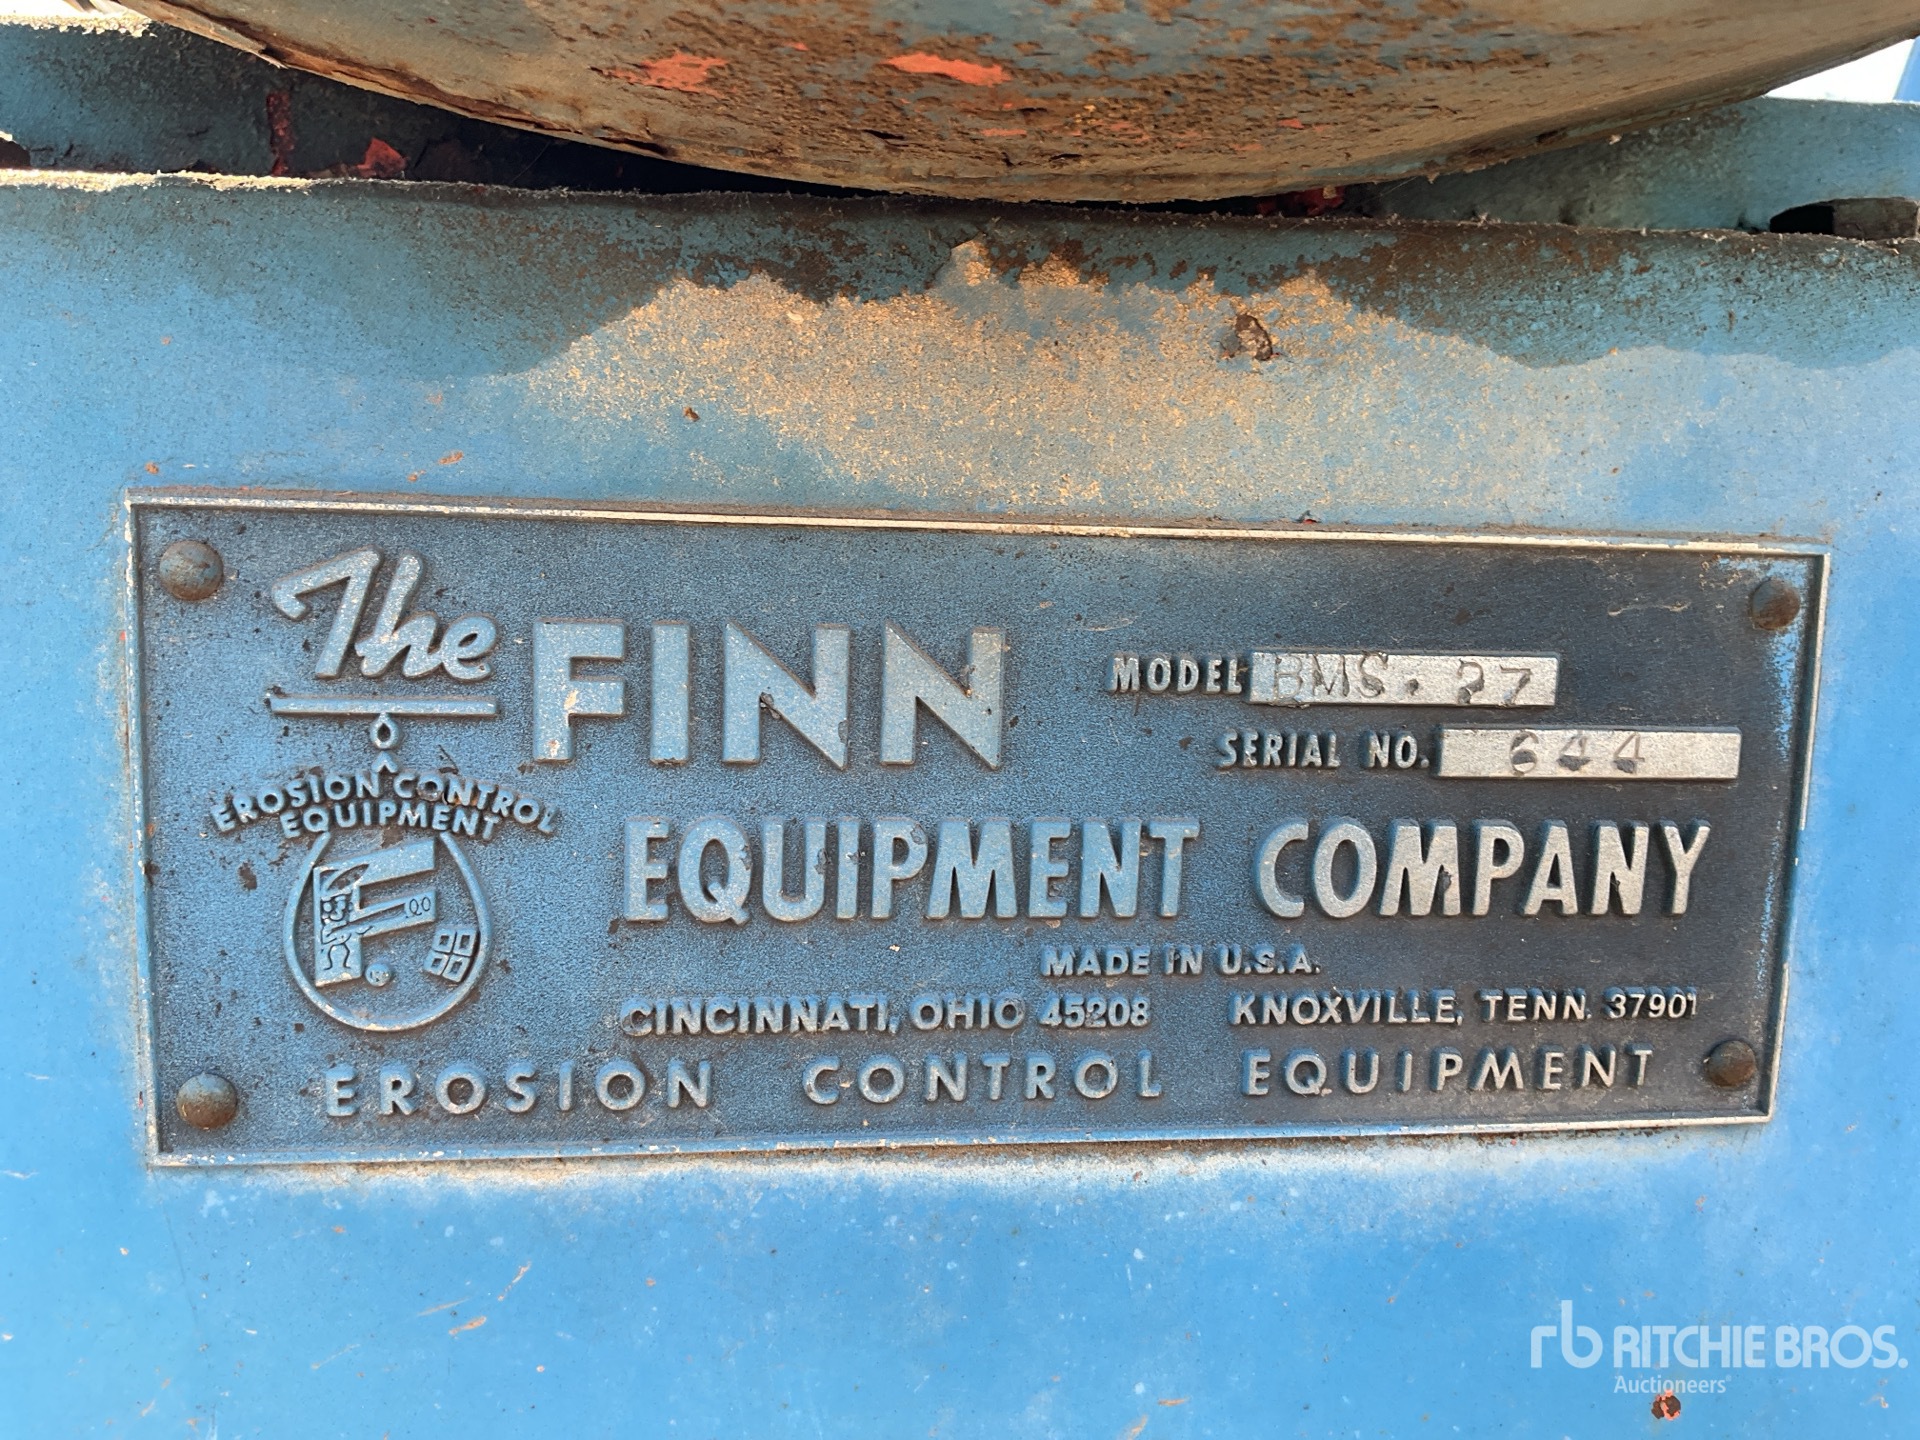 The FINN
MODEL BMS.27
SERIAL NO. 644
EROSION CONTROL
EQUIPMENT
EQUIPMENT COMPANY
MADE IN U.S.A.
CINCINNATI, OHIO 45208 KNOXVILLE, TENN. 37901
EROSION CONTROL EQUIPMENT
rb RITCHIE BROS.
Auctioneers